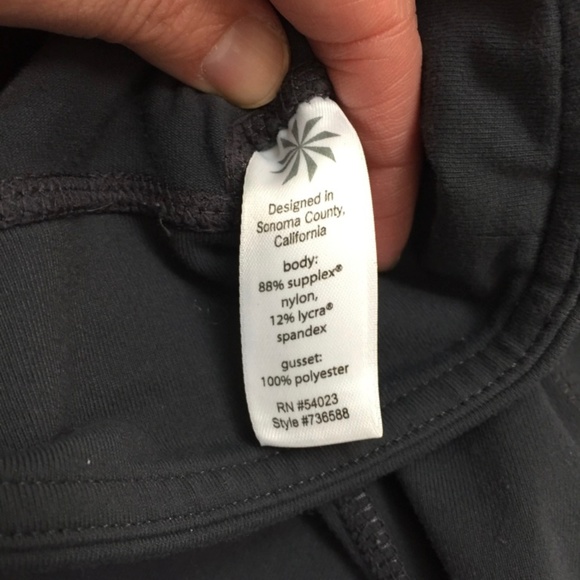 Designed in
Sonoma County,
California
body:
88% supplex®
nylon,
12% lycra®
spandex
gusset:
100% polyester
RN #54023
Style #736588